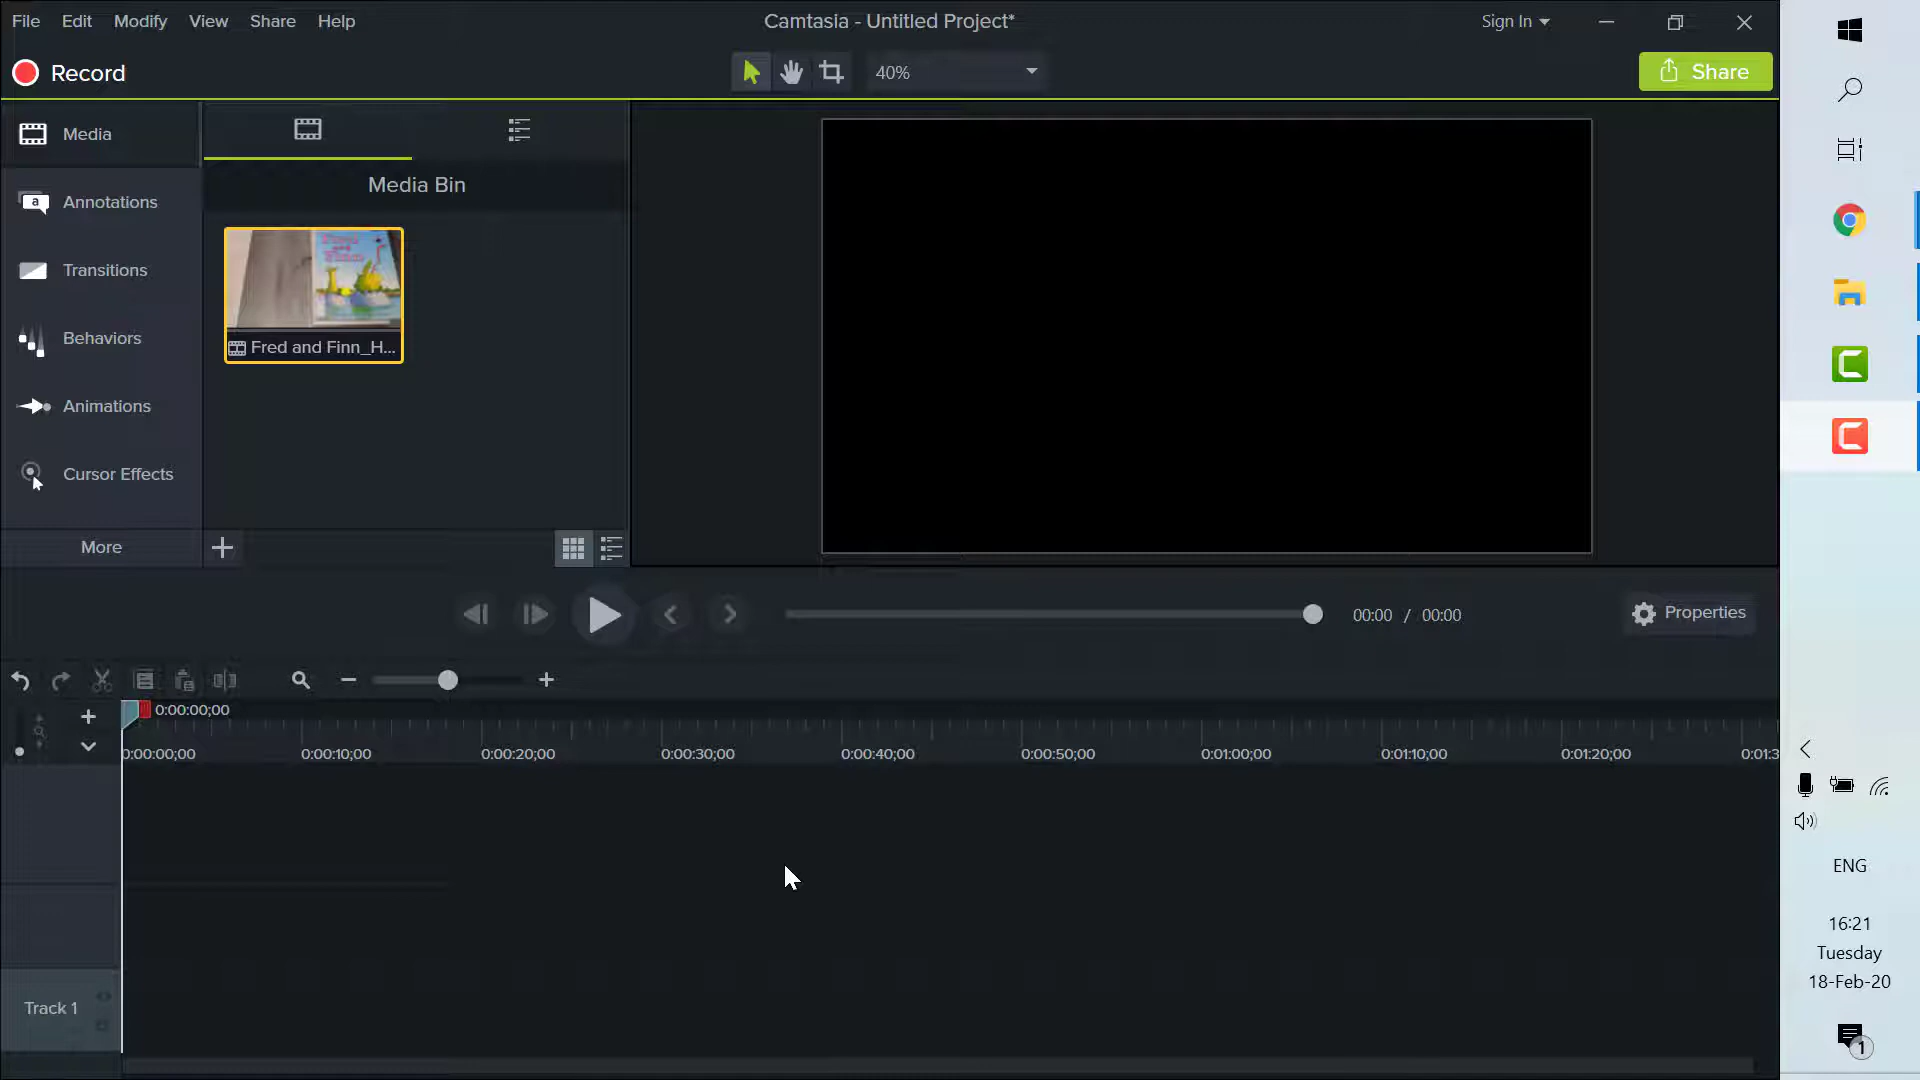 File Edit Modify View Share Help
Camtasia - Untitled Project*
Sign In
Record
40%
Share
Media
Annotations
Transitions
Behaviors
Animations
Cursor Effects
More
Media Bin
Fred and Finn_H...
00:00 / 00:00
Properties
0:00:00;00
0:00:00;00 0:00:10;00 0:00:20;00 0:00:30;00 0:00:40;00 0:00:50;00 0:01:00;00 0:01:10;00 0:01:20;00 0:01:3
Track 1
ENG
16:21
Tuesday
18-Feb-20
1